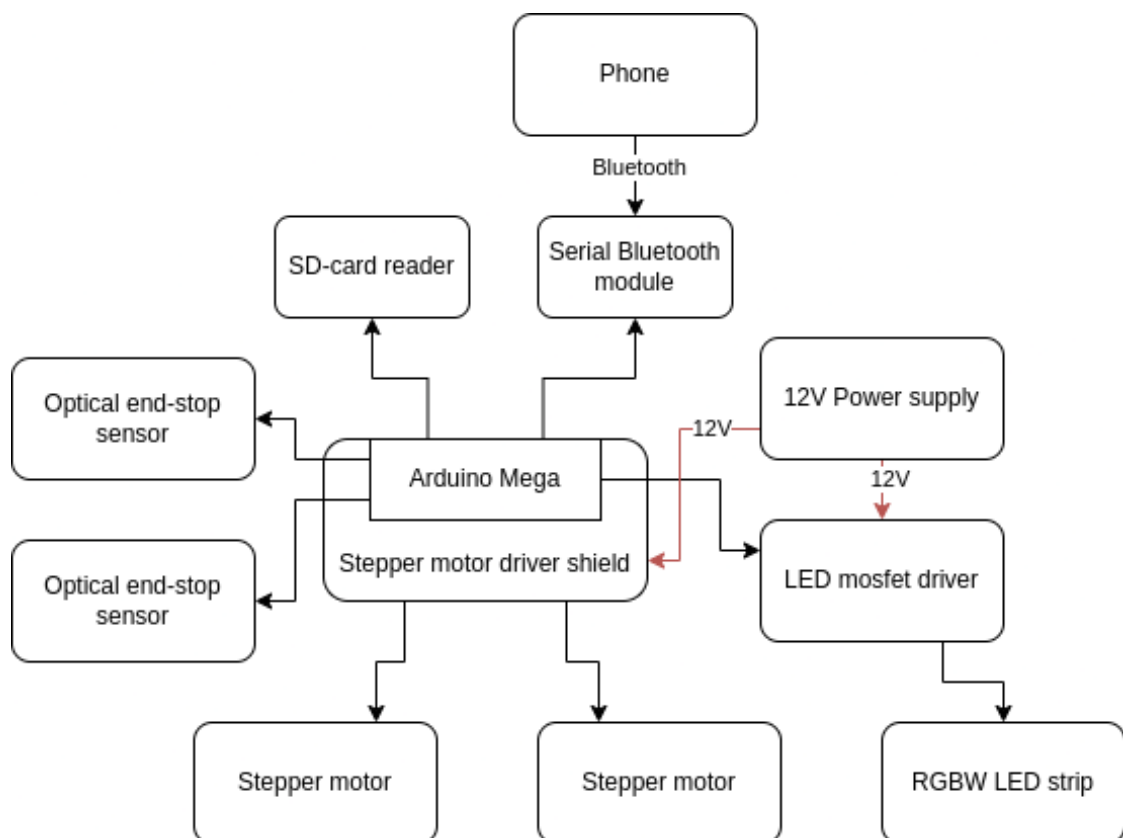 Phone
Bluetooth
SD-card reader
Serial Bluetooth
module
Optical end-stop
sensor
12V Power supply
12V
12V
Arduino Mega
Stepper motor driver shield
Optical end-stop
sensor
LED mosfet driver
Stepper motor
Stepper motor
RGBW LED strip